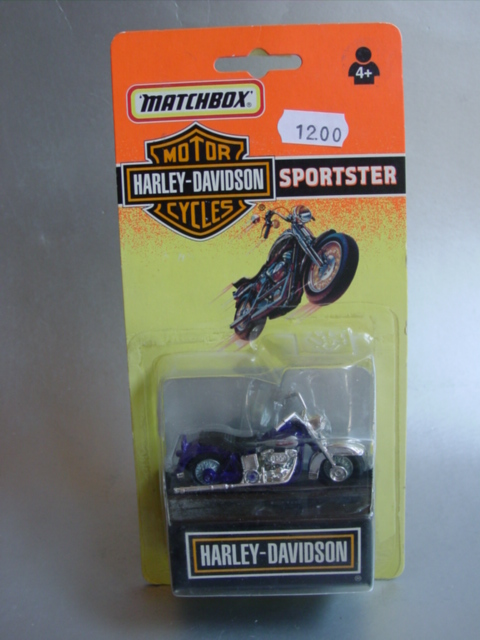 4+
MATCHBOX®
1200
MOTOR
HARLEY-DAVIDSON SPORTSTER
CYCLES
HARLEY-DAVIDSON
®